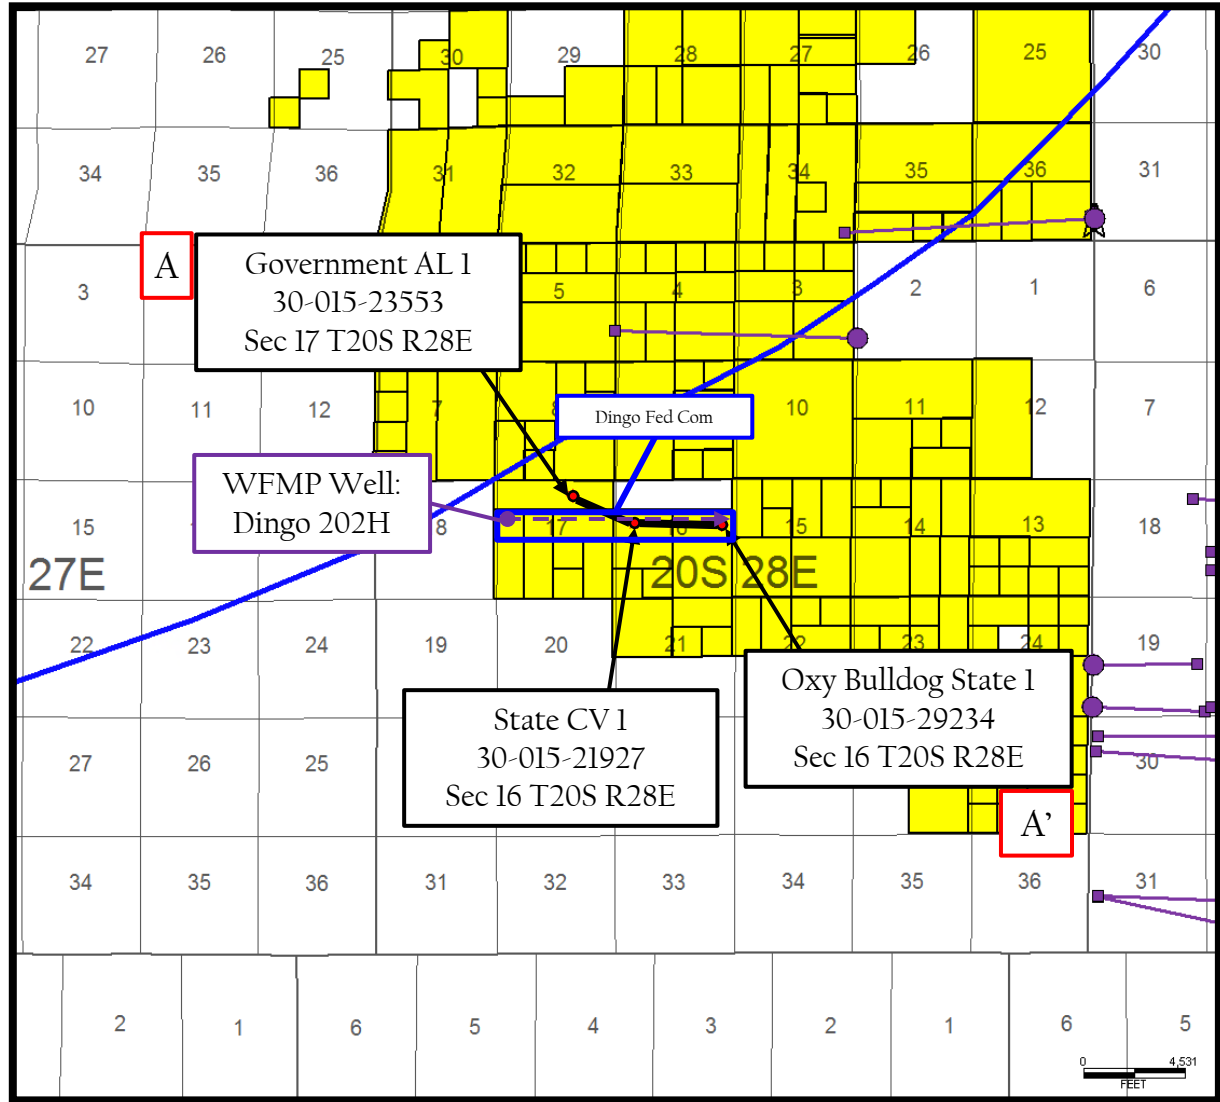 27 26 25 30 29 28 27 26 25 30
34 35 36 31 32 33 34 35 36 31
A
Government AL 1
30-015-23553
Sec 17 T20S R28E
3 5 4 3 2 1 6
10 11 12 7 8 10 11 12 7
Dingo Fed Com
WFMP Well:
Dingo 202H
15 8 17 16 15 14 13 18
27E
20S 28E
22 23 24 19 20 21 22 23 24 19
State CV 1
30-015-21927
Sec 16 T20S R28E
Oxy Bulldog State 1
30-015-29234
Sec 16 T20S R28E
27 26 25 30
A'
34 35 36 31 32 33 34 35 36 31
2 1 6 5 4 3 2 1 6 5
0 4,531
FEET